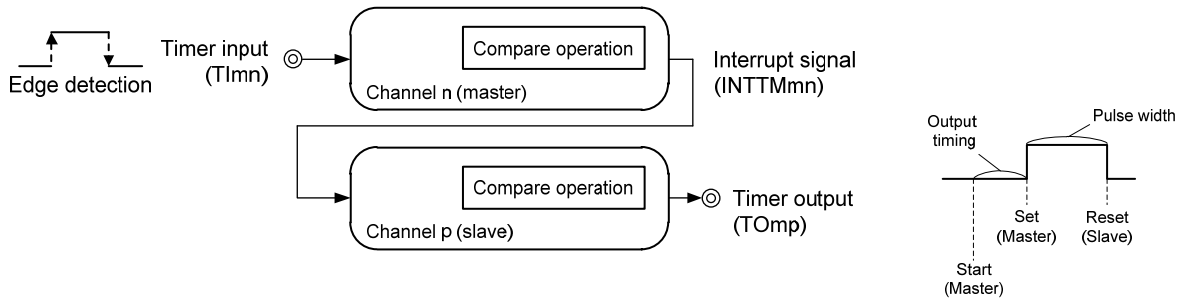 Edge detection
Timer input
(TImn)
Compare operation
Channel n (master)
Interrupt signal
(INTTMmn)
Compare operation
Channel p (slave)
Timer output
(TOmp)
Output
timing
Pulse width
Set
(Master)
Reset
(Slave)
Start
(Master)